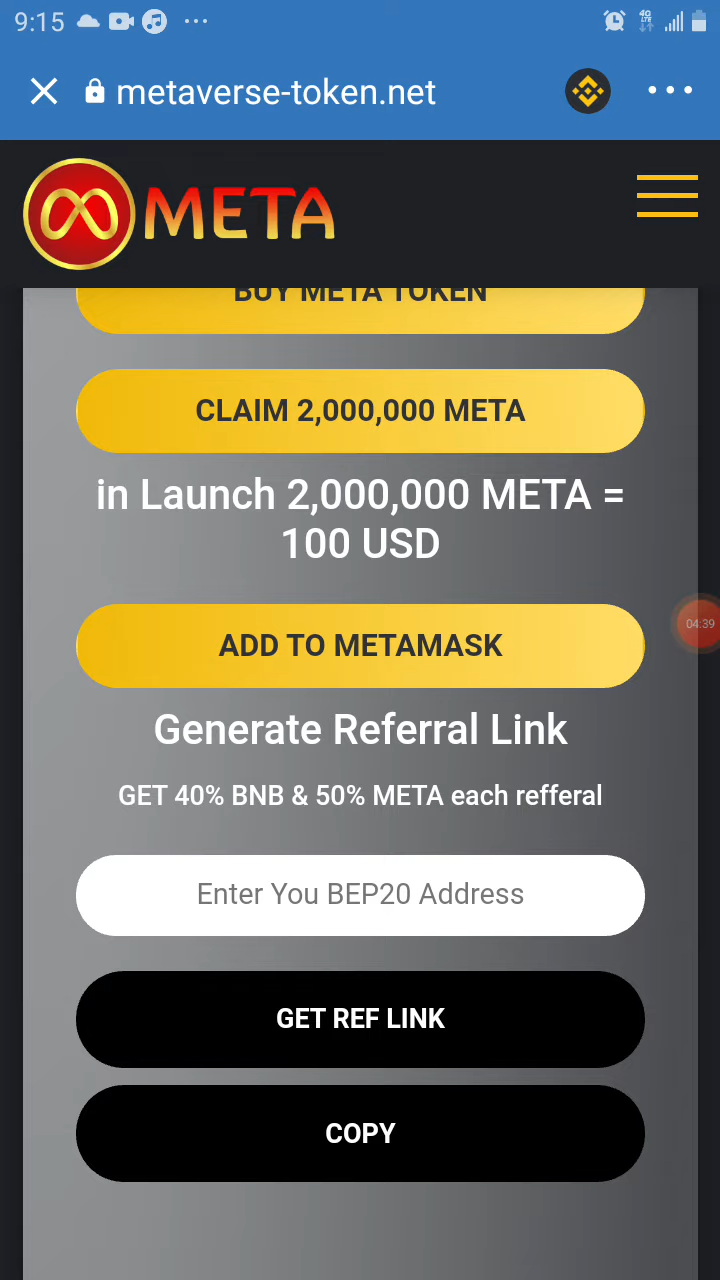 9:15
4G
LTE
metaverse-token.net
META
BUY META TOKEN
CLAIM 2,000,000 META
in Launch 2,000,000 META =
100 USD
04:39
ADD TO METAMASK
Generate Referral Link
GET 40% BNB & 50% META each refferal
Enter You BEP20 Address
GET REF LINK
COPY